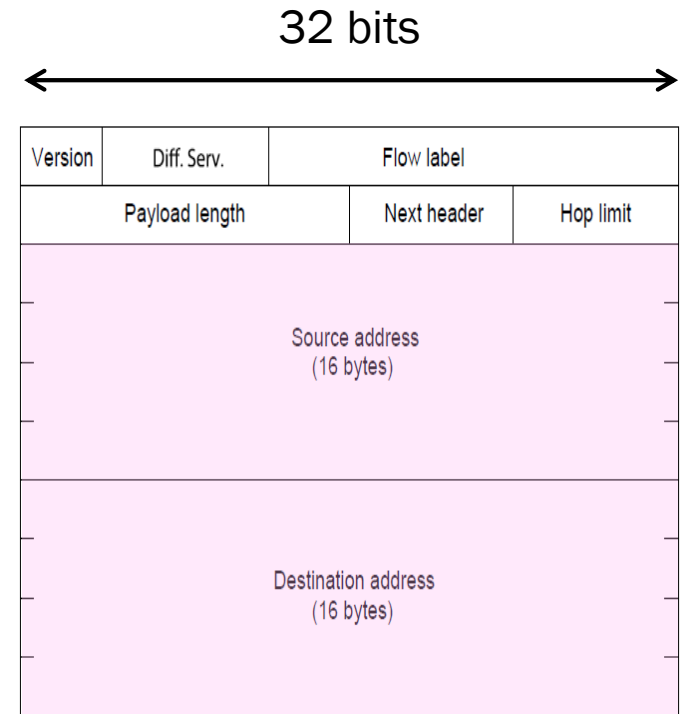 32 bits
Version Diff. Serv. Flow label
Payload length Next header Hop limit
Source address
(16 bytes)
Destination address
(16 bytes)